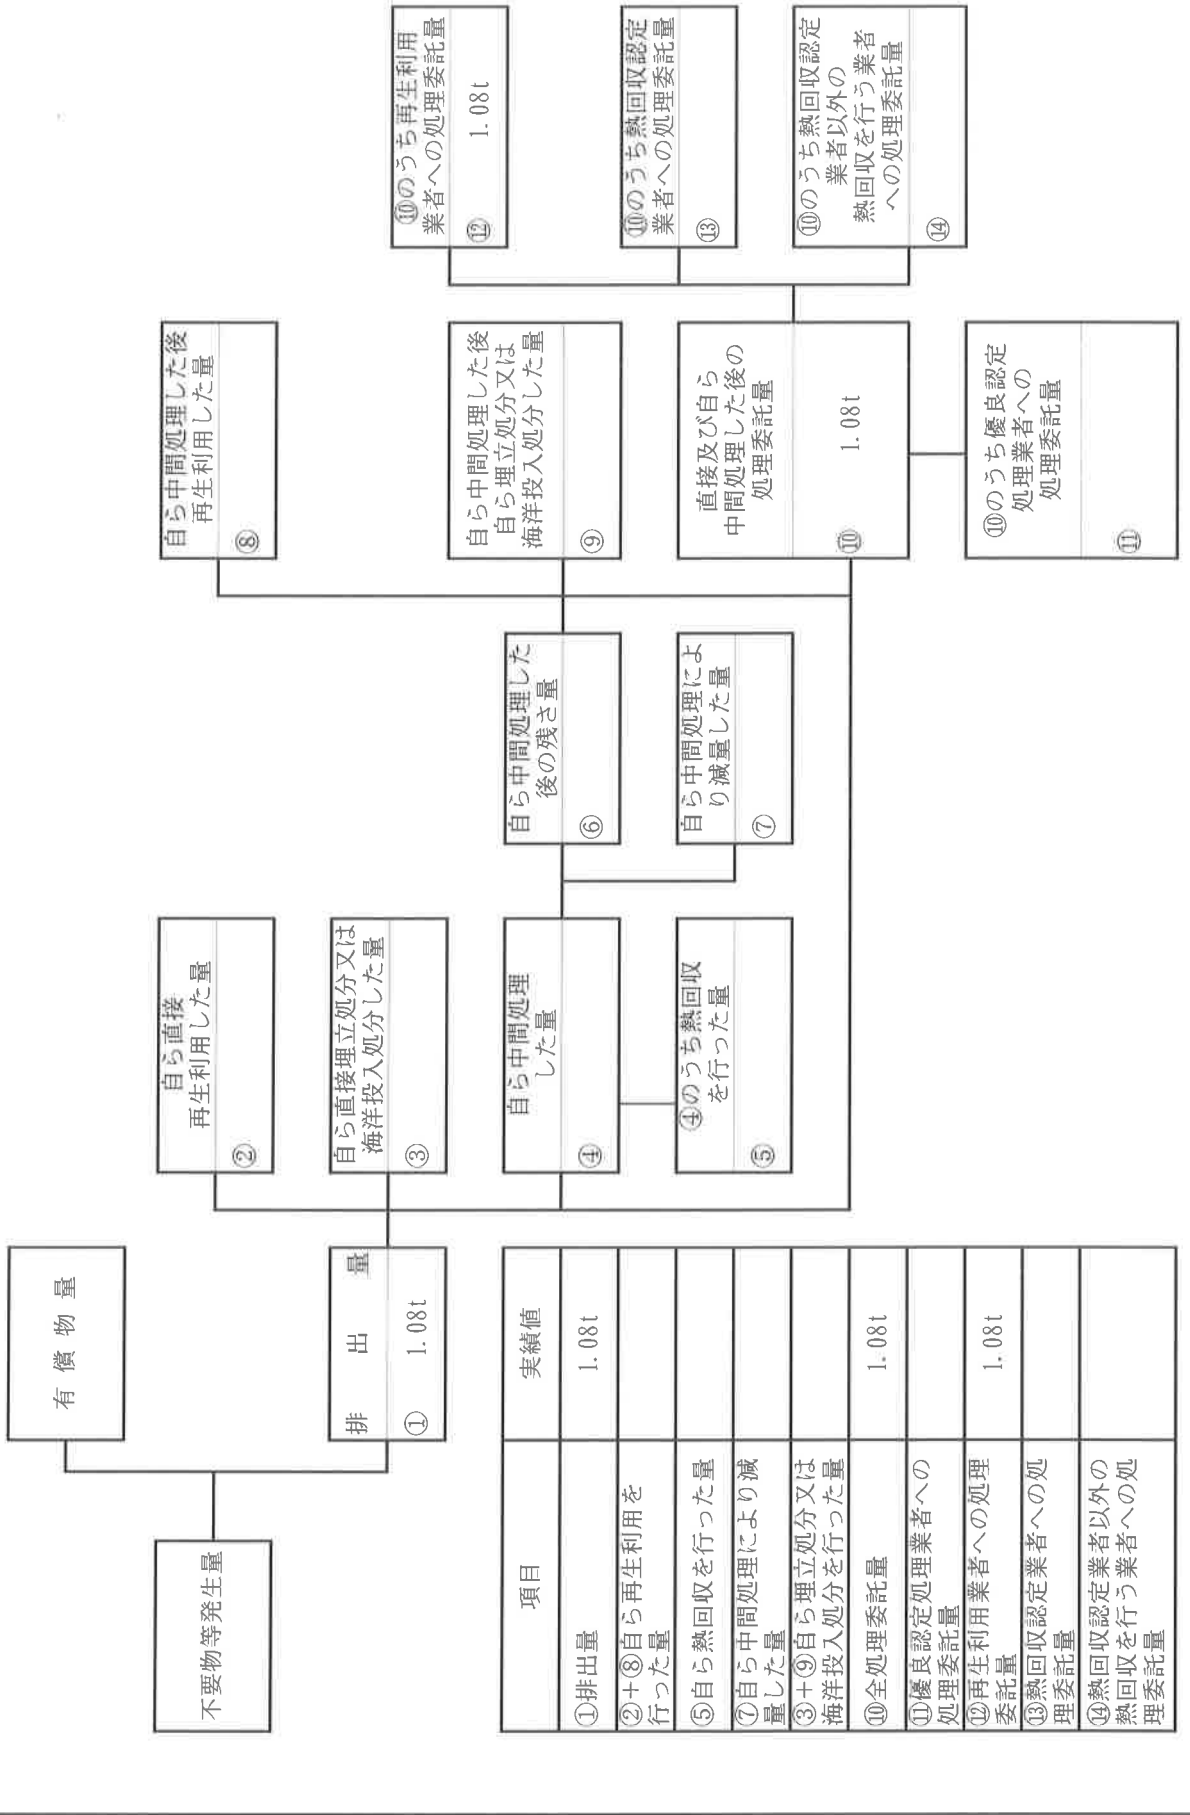 不要物等発生量
有償物量
排出量
① 1.08t
自ら直接
再生利用した量
②
自ら直接埋立処分又は
海洋投入処分した量
③
自ら中間処理
した量
④
④のうち熱回収
を行った量
⑤
自ら中間処理した
後の残さ量
⑥
自ら中間処理によ
り減量した量
⑦
自ら中間処理した後
再生利用した量
⑧
自ら中間処理した後
自ら埋立処分又は
海洋投入処分した量
⑨
直接及び自ら
中間処理した後の
処理委託量
⑩ 1.08t
⑩のうち優良認定
処理業者への
処理委託量
⑪
⑩のうち再生利用
業者への処理委託量
⑫ 1.08t
⑩のうち熱回収認定
業者への処理委託量
⑬
⑩のうち熱回収認定
業者以外の
熱回収を行う業者
への処理委託量
⑭
項目 実績値
①排出量 1.08t
②+⑧自ら再生利用を
行った量
⑤自ら熱回収を行った量
⑦自ら中間処理により減
量した量
③+⑨自ら埋立処分又は
海洋投入処分を行った量
⑩全処理委託量 1.08t
⑪優良認定処理業者への
処理委託量
⑫再生利用業者への処理
委託量 1.08t
⑬熱回収認定業者への処
理委託量
⑭熱回収認定業者以外の
熱回収を行う業者への処
理委託量